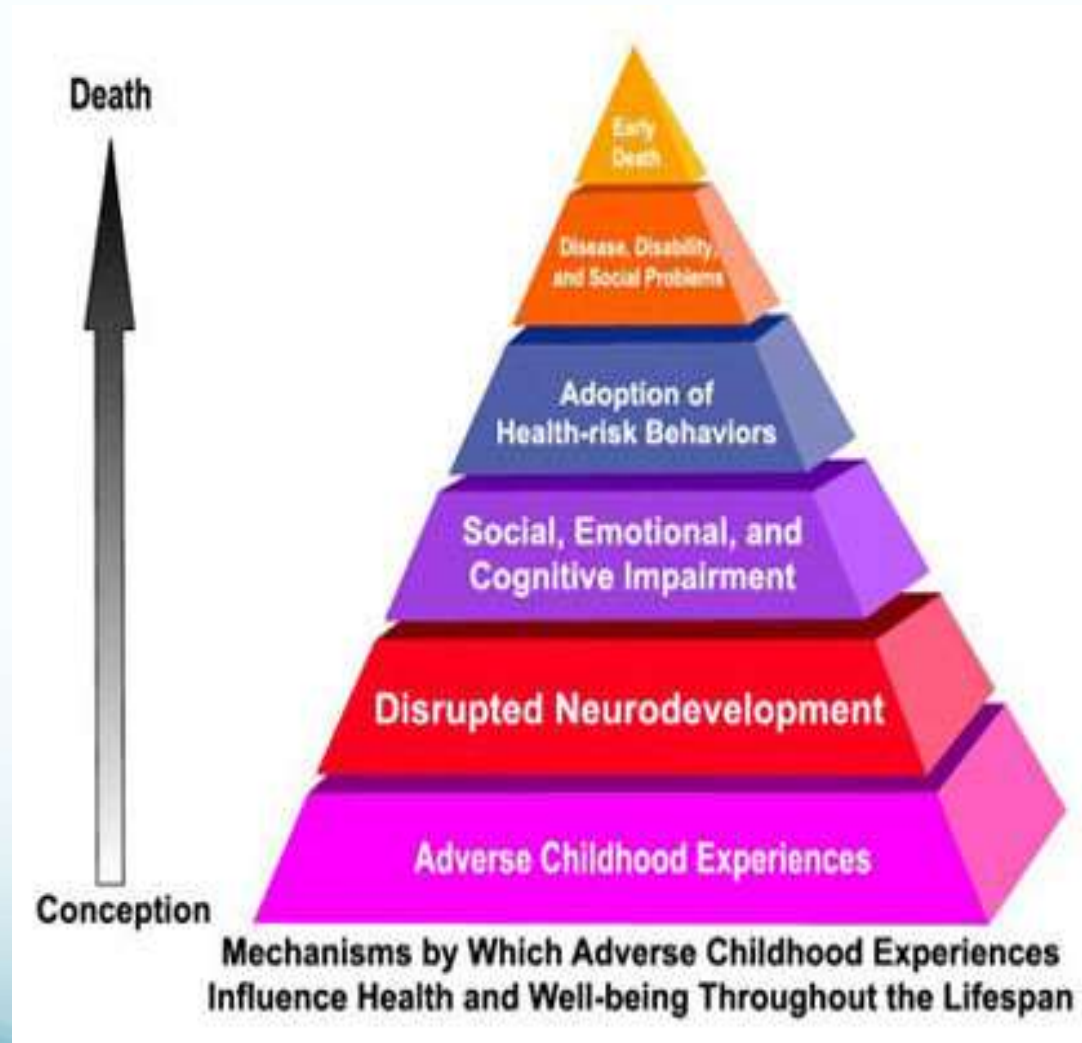 Death
Early
Death
Disease, Disability,
and Social Problems
Adoption of
Health-risk Behaviors
Social, Emotional, and
Cognitive Impairment
Disrupted Neurodevelopment
Adverse Childhood Experiences
Conception
Mechanisms by Which Adverse Childhood Experiences
Influence Health and Well-being Throughout the Lifespan